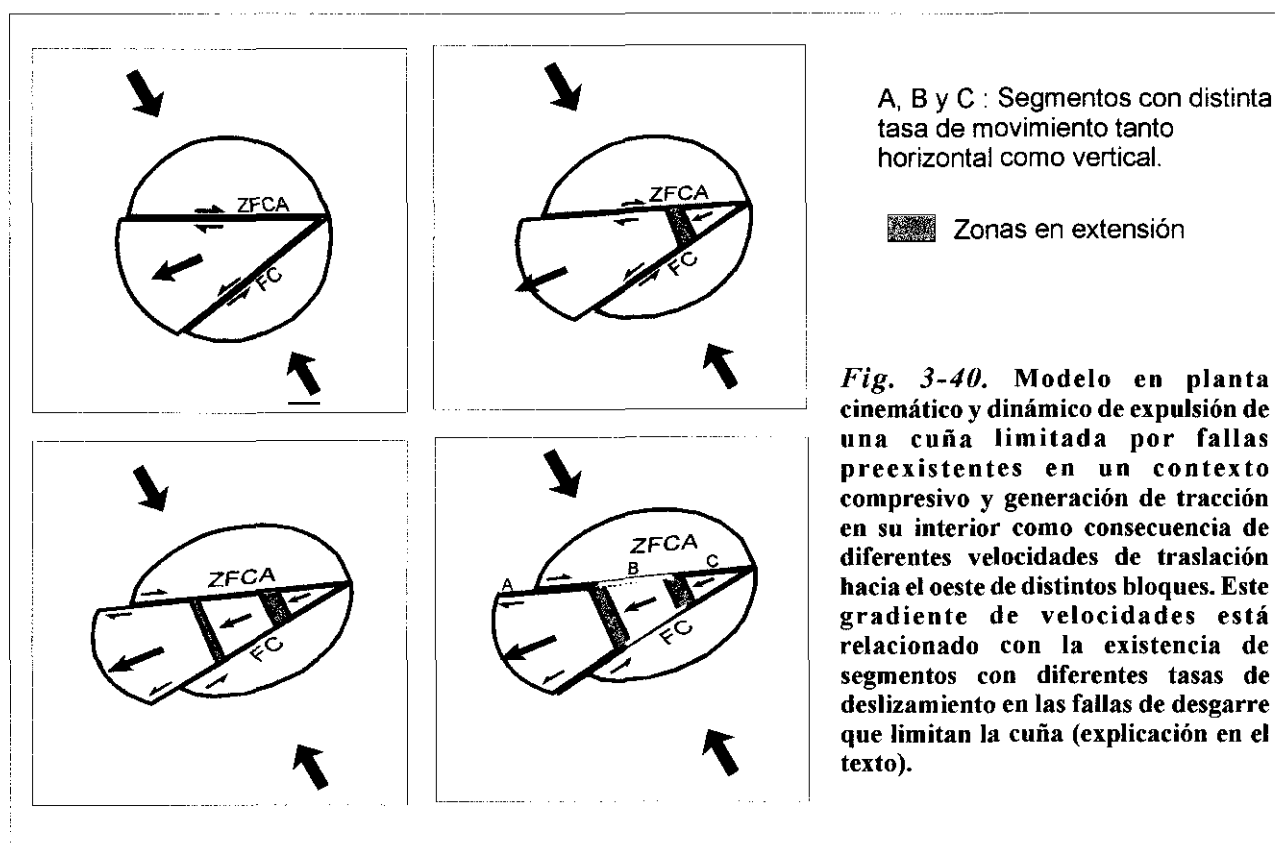 ZFCA
FC
ZFCA
FC
A, B y C : Segmentos con distinta
tasa de movimiento tanto
horizontal como vertical.
Zonas en extensión
ZFCA
FC
A
ZFCA
B
C
FC
Fig. 3-40. Modelo en planta
cinemático y dinámico de expulsión de
una cuña limitada por fallas
preexistentes en un contexto
compresivo y generación de tracción
en su interior como consecuencia de
diferentes velocidades de traslación
hacia el oeste de distintos bloques. Este
gradiente de velocidades está
relacionado con la existencia de
segmentos con diferentes tasas de
deslizamiento en las fallas de desgarre
que limitan la cuña (explicación en el
texto).